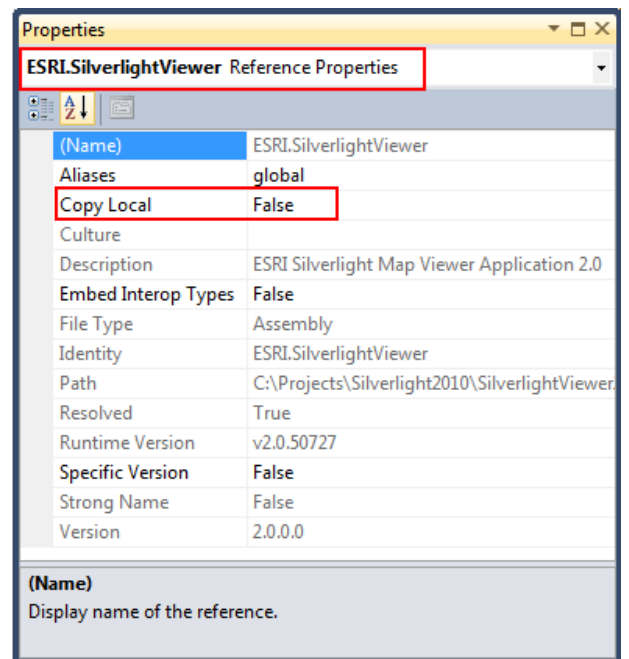 Properties
ESRI.SilverlightViewer Reference Properties
(Name) ESRI.SilverlightViewer
Aliases global
Copy Local False
Culture
Description ESRI Silverlight Map Viewer Application 2.0
Embed Interop Types False
File Type Assembly
Identity ESRI.SilverlightViewer
Path C:\Projects\Silverlight2010\SilverlightViewer.
Resolved True
Runtime Version v2.0.50727
Specific Version False
Strong Name False
Version 2.0.0.0
(Name)
Display name of the reference.